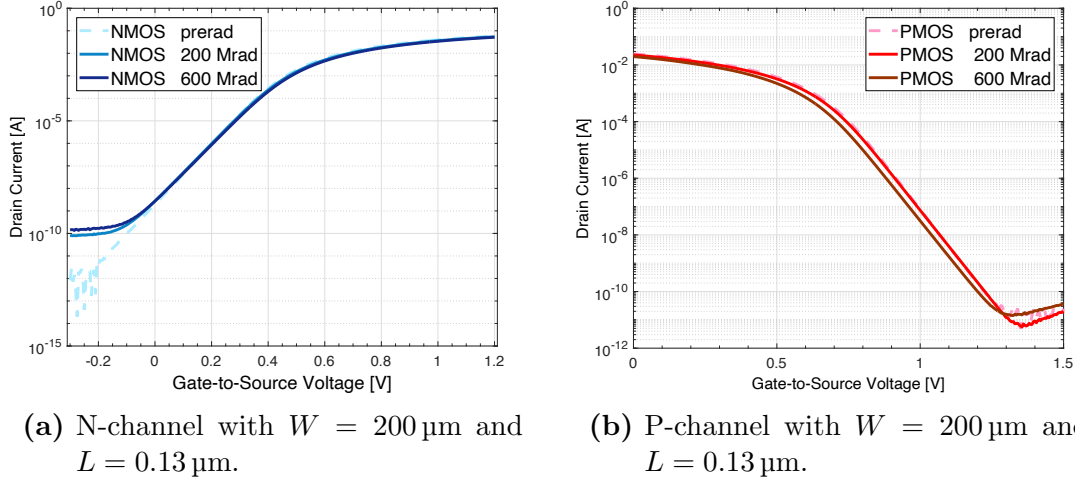 10^0
10^-5
10^-10
10^-15
Drain Current [A]
NMOS prerad
NMOS 200 Mrad
NMOS 600 Mrad
-0.2 0 0.2 0.4 0.6 0.8 1 1.2
Gate-to-Source Voltage [V]
(a) N-channel with W = 200 µm and
L = 0.13 µm.
10^0
10^-2
10^-4
10^-6
10^-8
10^-10
10^-12
Drain Current [A]
PMOS prerad
PMOS 200 Mrad
PMOS 600 Mrad
0 0.5 1 1.5
Gate-to-Source Voltage [V]
(b) P-channel with W = 200 µm and
L = 0.13 µm.